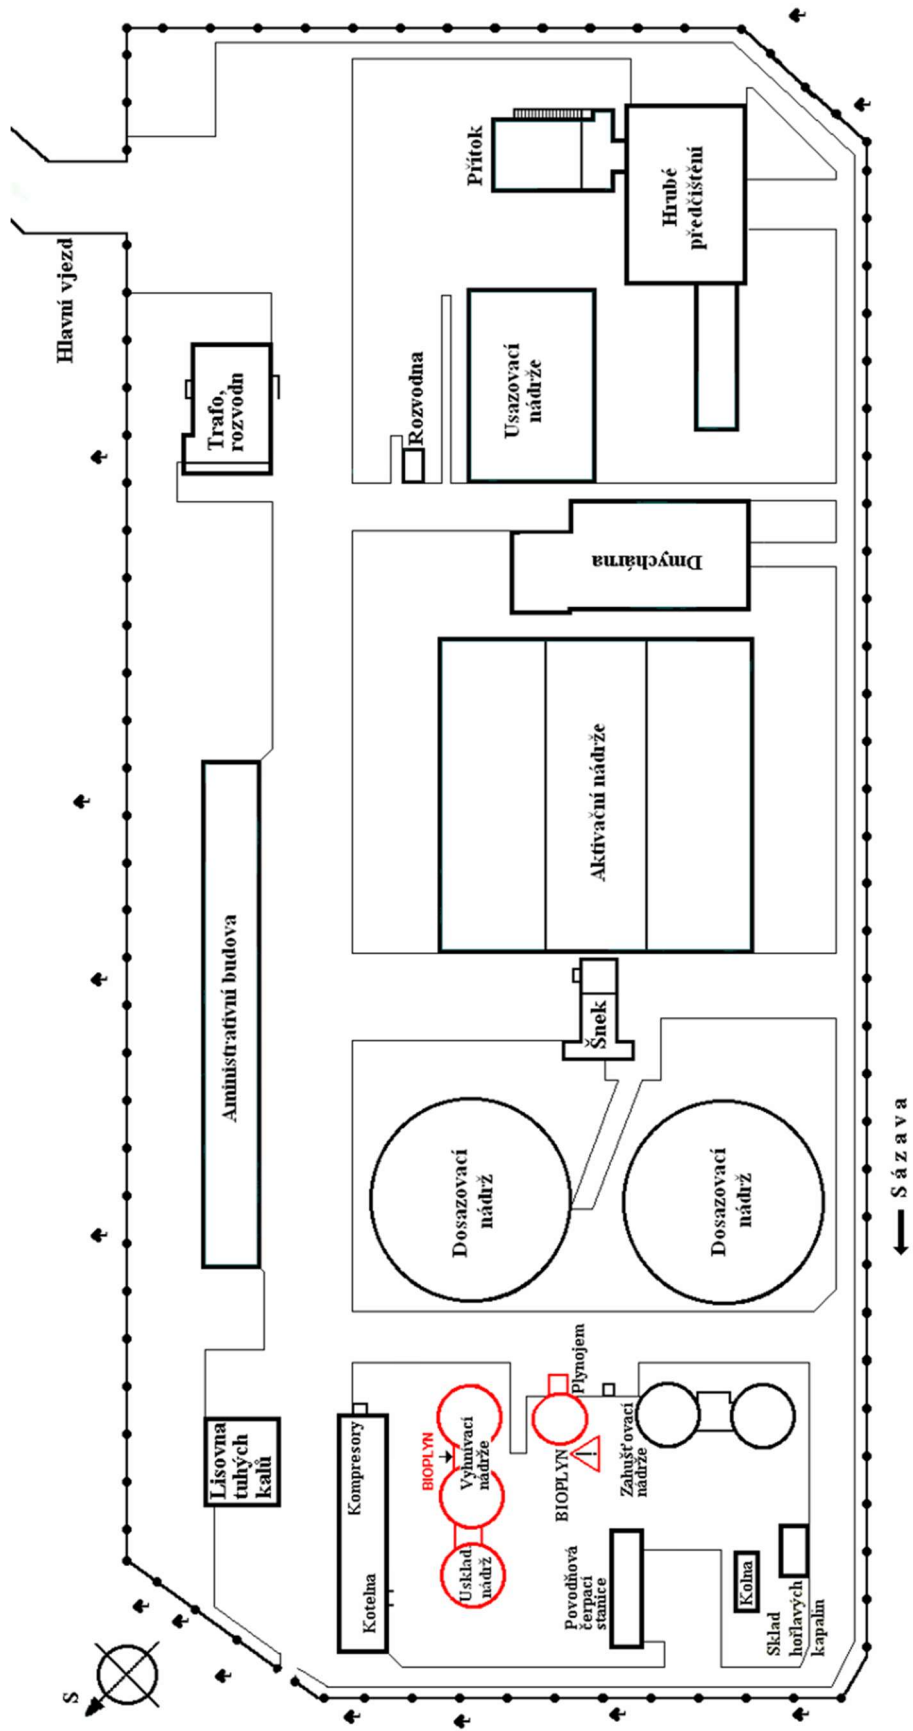 Hlavní vjezd
Přítok
Hrubé
předčištění
Trafo,
rozvodn
Rozvodna
Usazovací
nádrže
Dmychárna
Aktivační nádrže
Aministrativní budova
Šnek
Dosazovací
nádrž
Dosazovací
nádrž
Sázava
Lisovna
tuhých
kalů
Kompresory
Kotelna
BIOPLYN
Vyhnívací
nádrže
Usklad
nádrž
Plynojem
BIOPLYN
!
Zahušťovací
nádrže
Povodňová
čerpací
stanice
Kolna
Sklad
hořlavých
kapalin
S